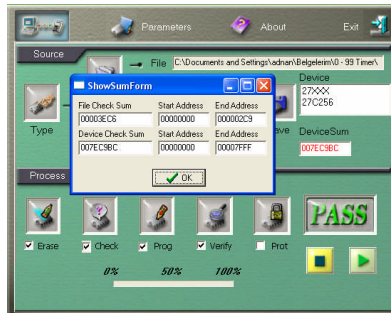 Parameters
About
Exit
Source
File
C:\Documents and Settings\adnan\Belgelerim\0 - 99 Timer\
ShowSumForm
File Check Sum Start Address End Address
00003EC6 00000000 000002C9
Device Check Sum Start Address End Address
007EC9BC 00000000 00007FFF
OK
Type
Device
27XXX
27C256
DeviceSum
007EC9BC
Process
PASS
Erase Check Prog Verify Prot
0% 50% 100%